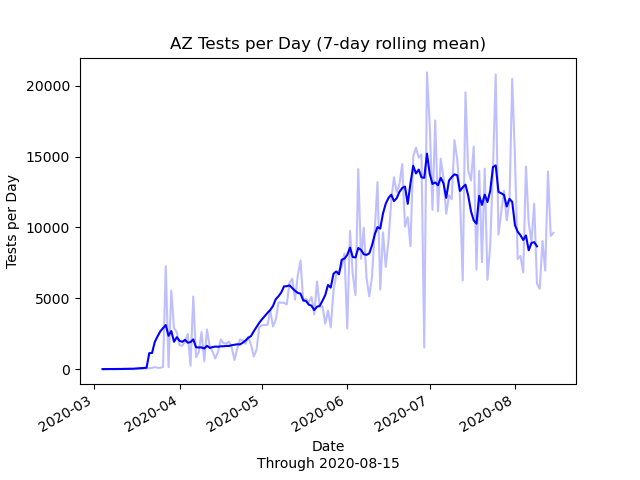 AZ Tests per Day (7-day rolling mean)
20000
15000
10000
5000
0
Tests per Day
2020-03
2020-04
2020-05
2020-06
2020-07
2020-08
Date
Through 2020-08-15